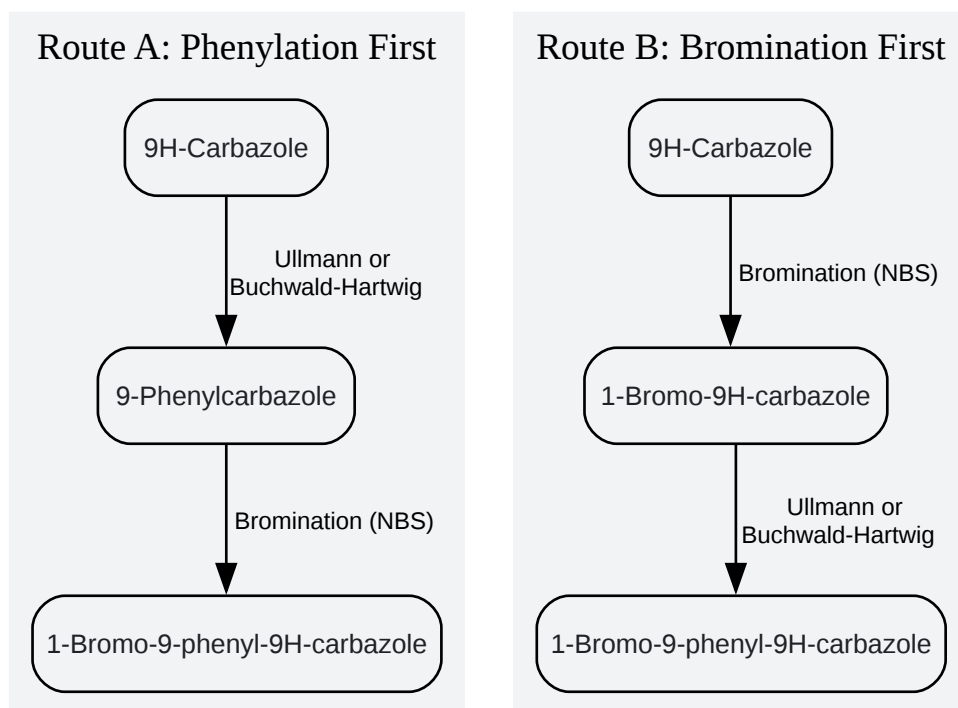 Route A: Phenylation First
9H-Carbazole
Ullmann or
Buchwald-Hartwig
9-Phenylcarbazole
Bromination (NBS)
1-Bromo-9-phenyl-9H-carbazole
Route B: Bromination First
9H-Carbazole
Bromination (NBS)
1-Bromo-9H-carbazole
Ullmann or
Buchwald-Hartwig
1-Bromo-9-phenyl-9H-carbazole